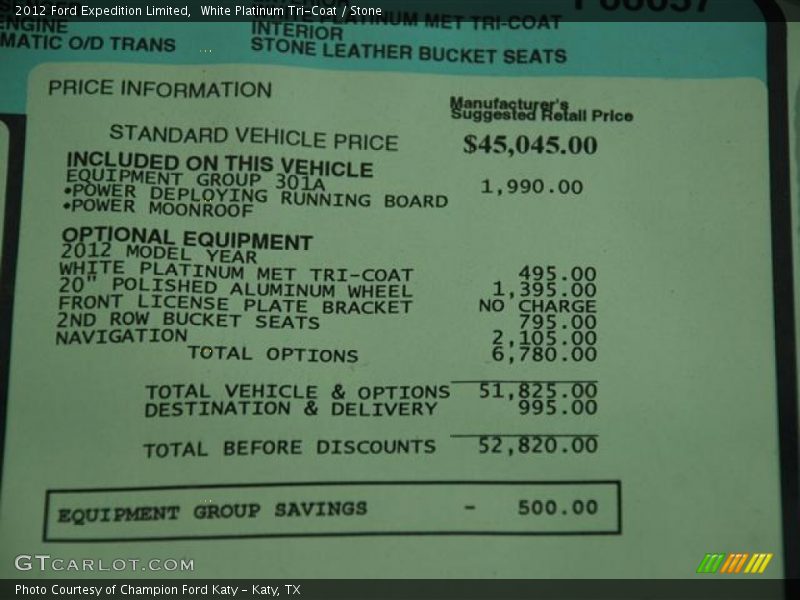 2012 Ford Expedition Limited, White Platinum Tri-Coat / Stone
ENGINE
MATIC O/D TRANS
PLATINUM MET TRI-COAT
INTERIOR
STONE LEATHER BUCKET SEATS
PRICE INFORMATION
Manufacturer's
Suggested Retail Price
STANDARD VEHICLE PRICE $45,045.00
INCLUDED ON THIS VEHICLE
EQUIPMENT GROUP 301A 1,990.00
•POWER DEPLOYING RUNNING BOARD
•POWER MOONROOF
OPTIONAL EQUIPMENT
2012 MODEL YEAR
WHITE PLATINUM MET TRI-COAT 495.00
20" POLISHED ALUMINUM WHEEL 1,395.00
FRONT LICENSE PLATE BRACKET NO CHARGE
2ND ROW BUCKET SEATS 795.00
NAVIGATION 2,105.00
TOTAL OPTIONS 6,780.00
TOTAL VEHICLE & OPTIONS 51,825.00
DESTINATION & DELIVERY 995.00
TOTAL BEFORE DISCOUNTS 52,820.00
EQUIPMENT GROUP SAVINGS - 500.00
GTCARLOT.COM
Photo Courtesy of Champion Ford Katy - Katy, TX